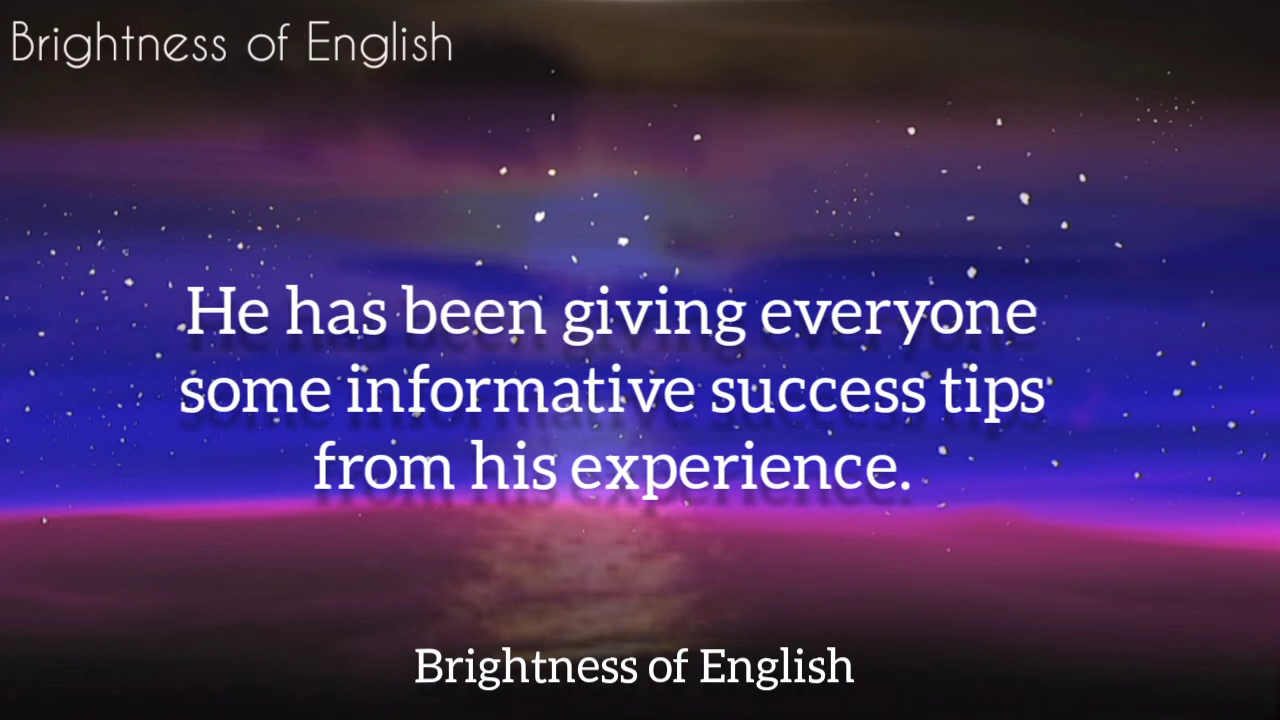 Brightness of English
He has been giving everyone
some informative success tips
from his experience.
Brightness of English